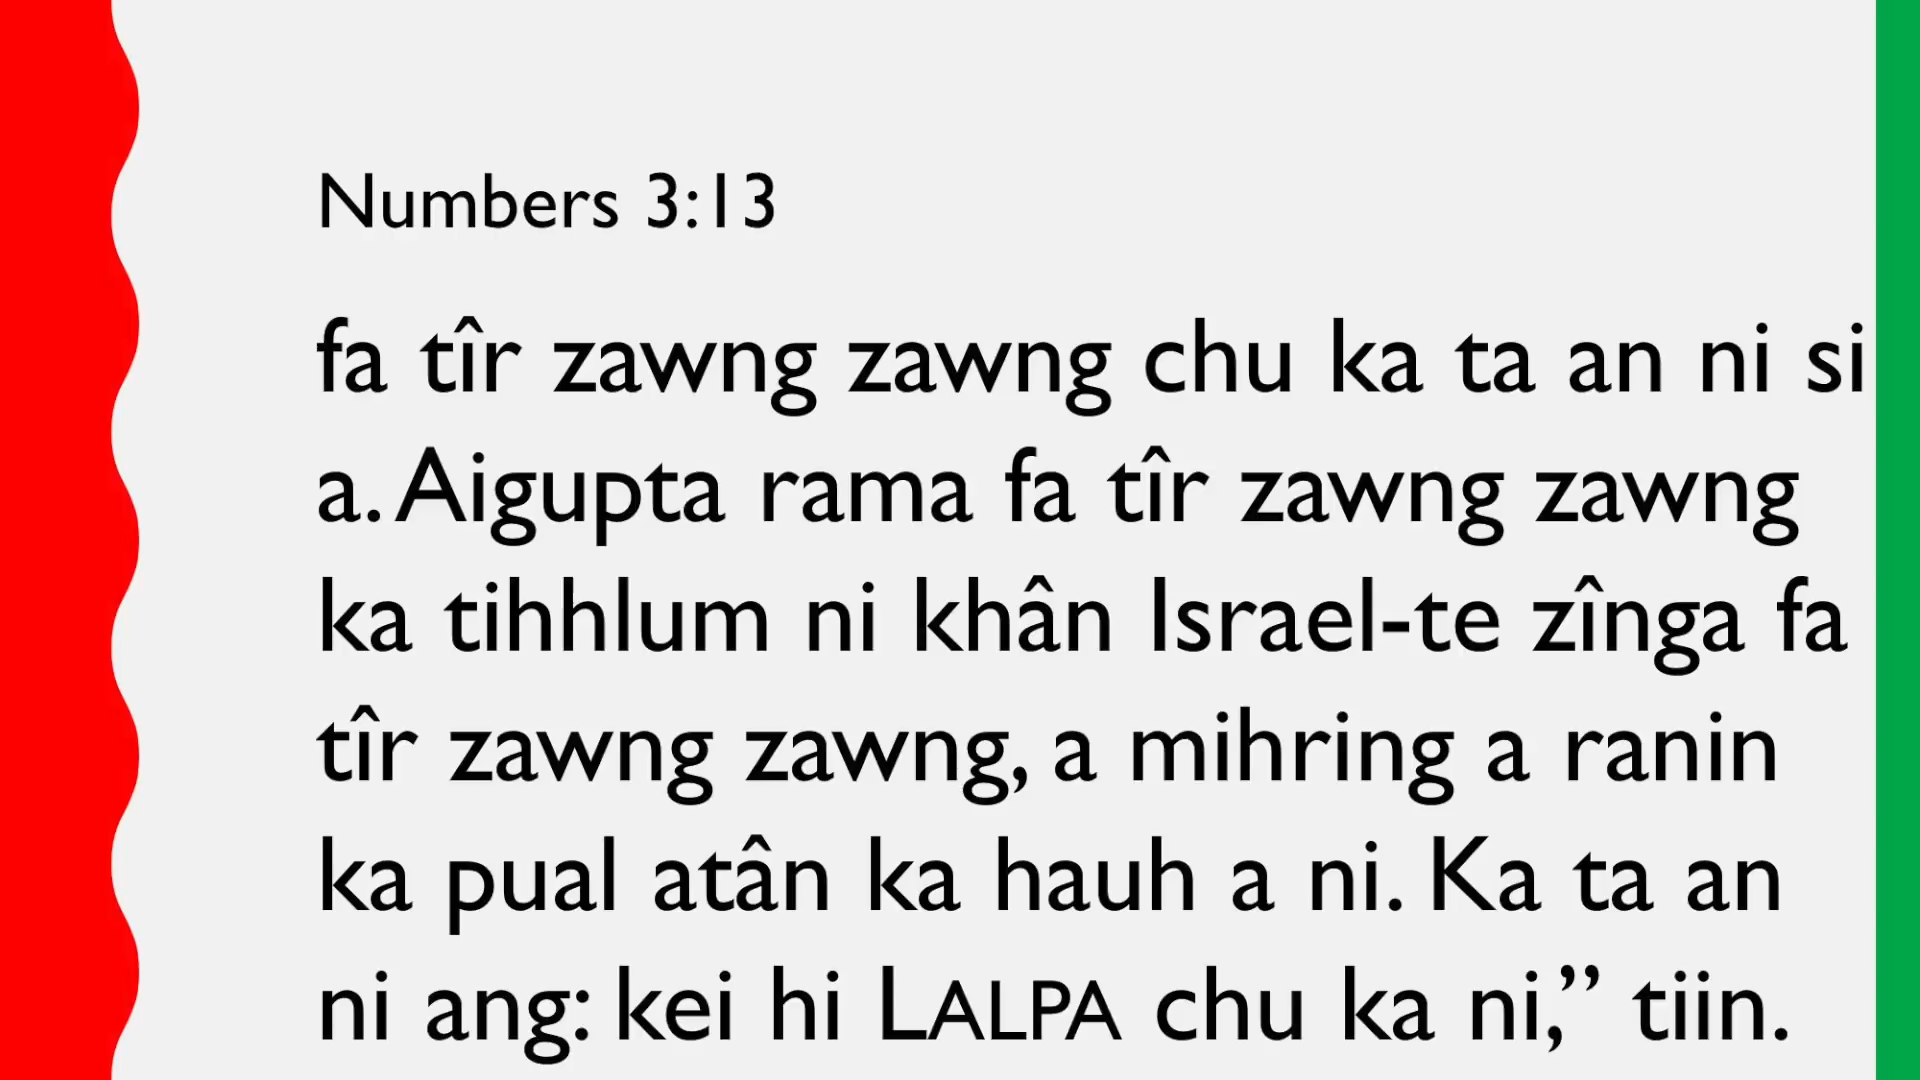 Numbers 3:13
fa tîr zawng zawng chu ka ta an ni si
a. Aigupta rama fa tîr zawng zawng
ka tihhlum ni khân Israel-te zînga fa
tîr zawng zawng, a mihring a ranin
ka pual atân ka hauh a ni. Ka ta an
ni ang: kei hi LALPA chu ka ni,” tiin.